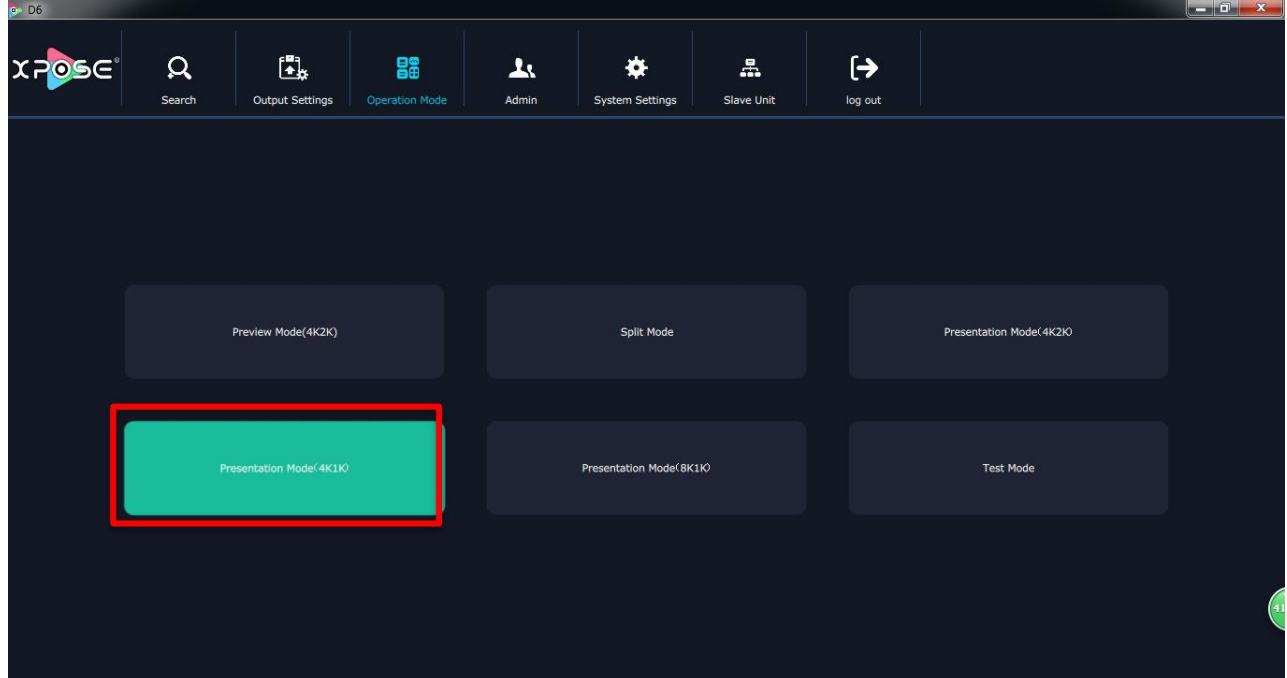 D6
XPOSE®
Search
Output Settings
Operation Mode
Admin
System Settings
Slave Unit
log out
Preview Mode(4K2K)
Split Mode
Presentation Mode(4K2K)
Presentation Mode(4K1K)
Presentation Mode(8K1K)
Test Mode
41